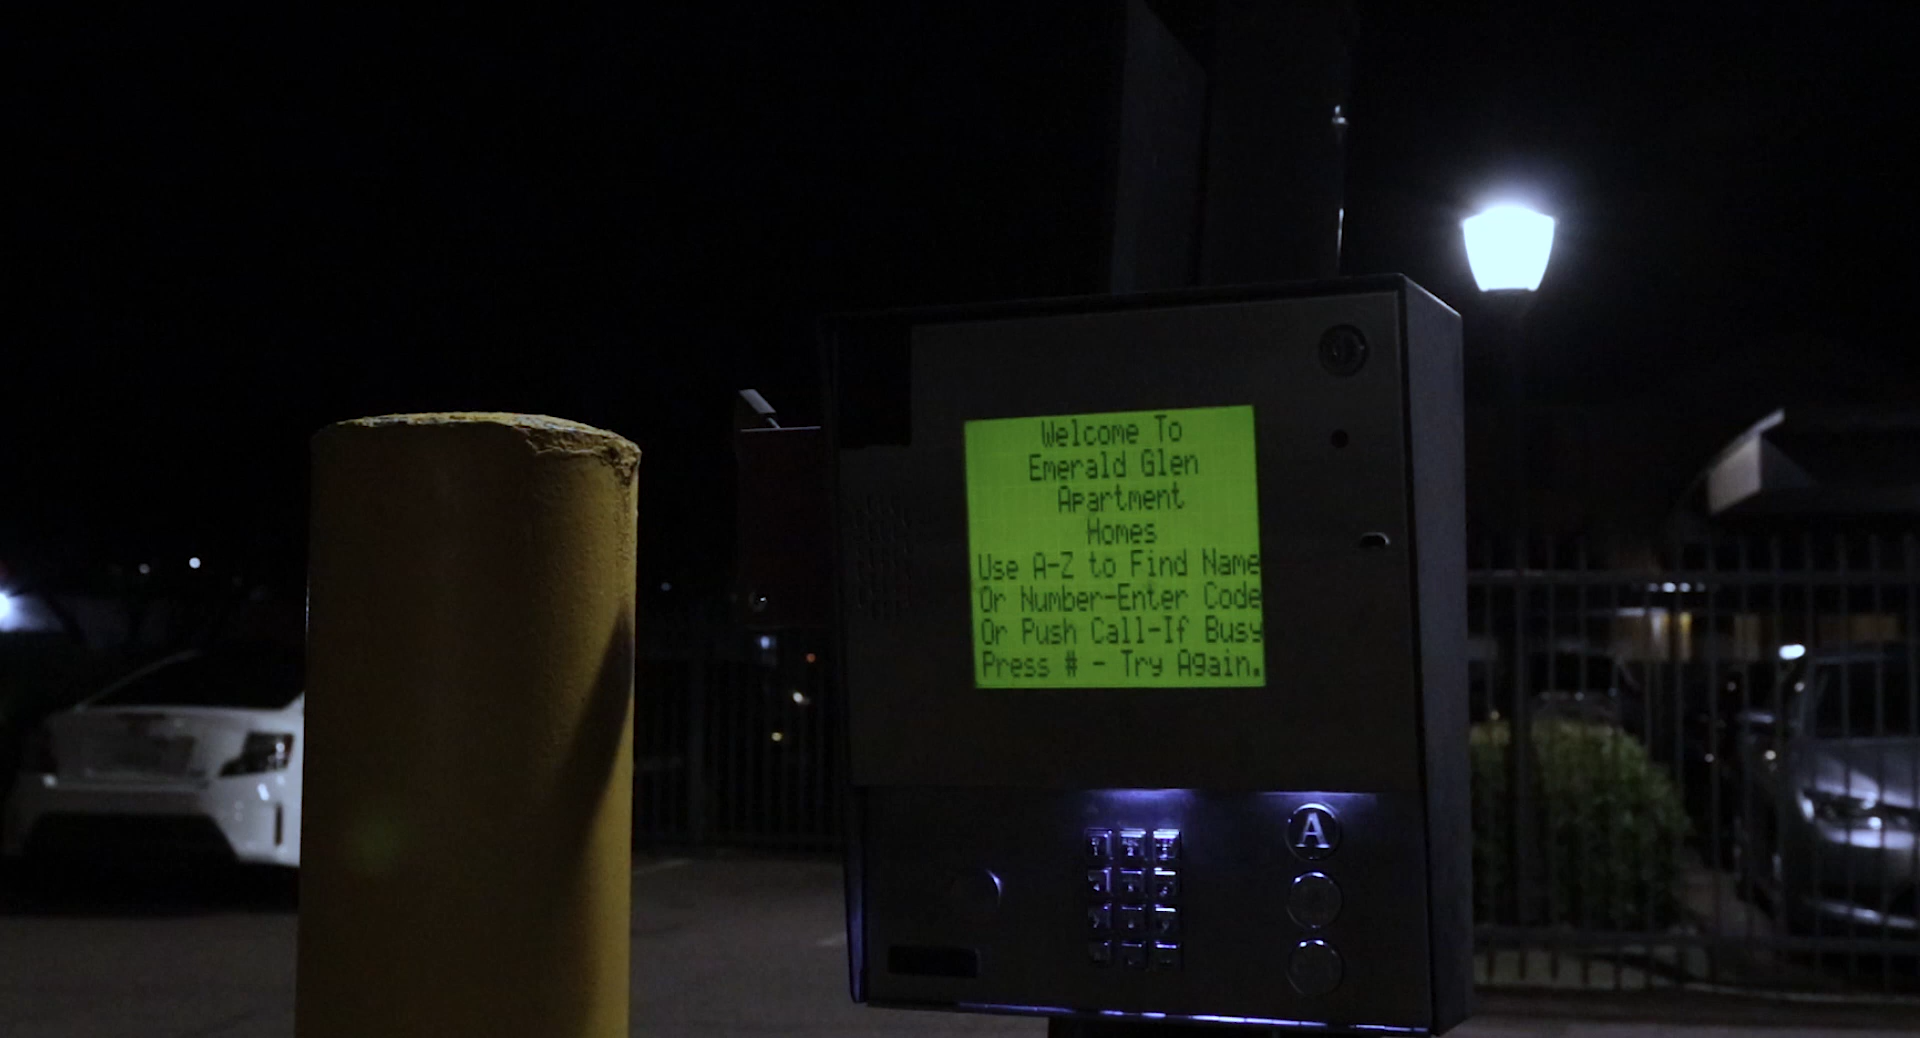 Welcome To
Emerald Glen
Apartment
Homes
Use A-Z to Find Name
Or Number-Enter Code
Or Push Call-If Busy
Press # - Try Again.
A